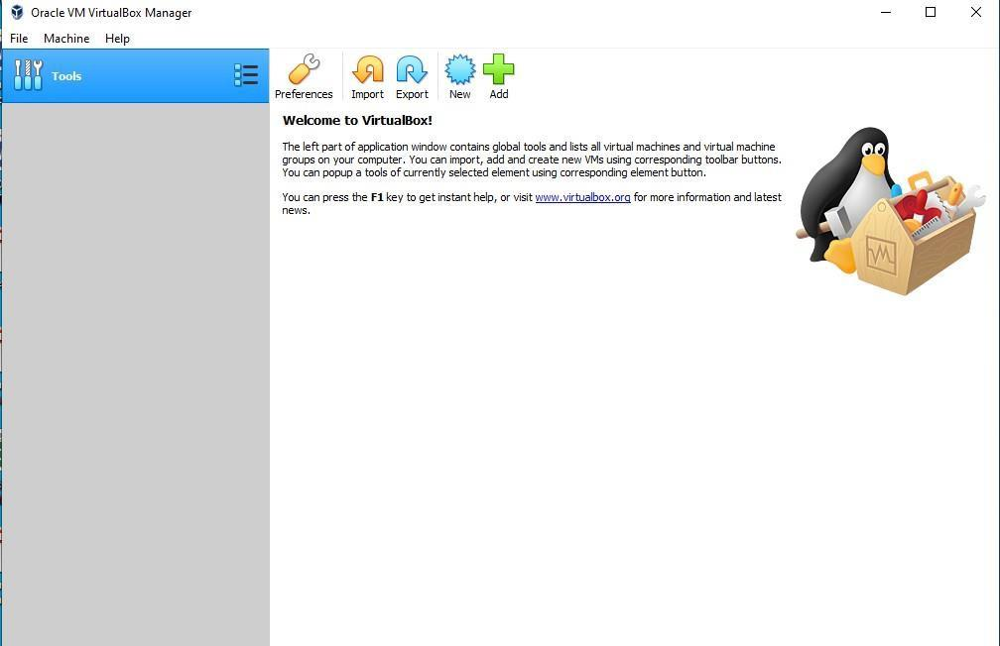 Oracle VM VirtualBox Manager
File Machine Help
Tools
Preferences Import Export New Add
Welcome to VirtualBox!
The left part of application window contains global tools and lists all virtual machines and virtual machine
groups on your computer. You can import, add and create new VMs using corresponding toolbar buttons.
You can popup a tools of currently selected element using corresponding element button.
You can press the F1 key to get instant help, or visit www.virtualbox.org for more information and latest
news.